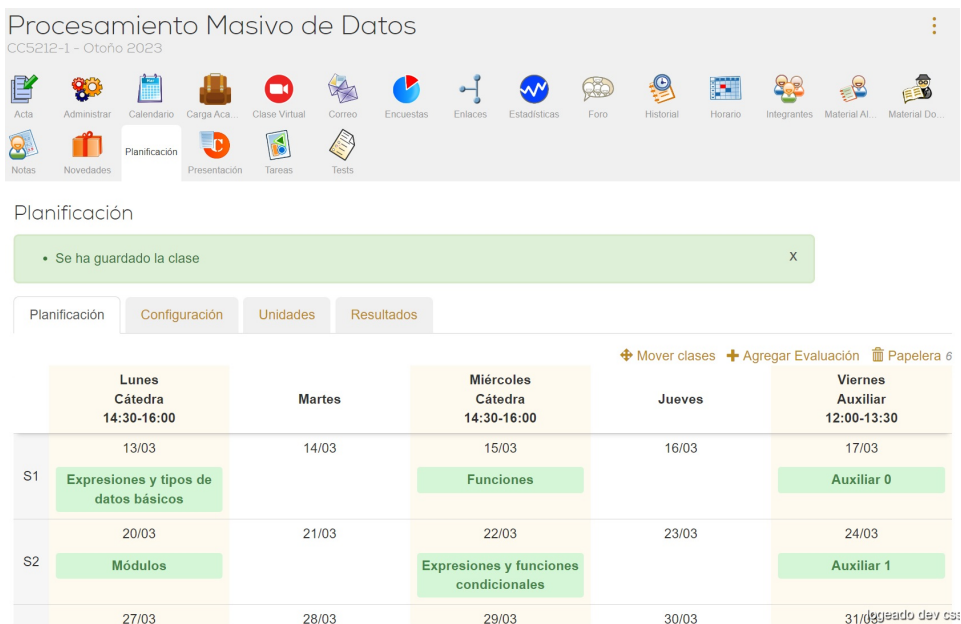 Procesamiento Masivo de Datos
CC5212-1 - Otoño 2023
Acta Administrar Calendario Carga Aca... Clase Virtual Correo Encuestas Enlaces Estadísticas Foro Historial Horario Integrantes Material Al... Material Do...
Notas Novedades Planificación Presentación Tareas Tests
Planificación
• Se ha guardado la clase X
Planificación Configuración Unidades Resultados
Mover clases Agregar Evaluación Papelera 6
Lunes Miércoles Viernes
Cátedra Martes Cátedra Jueves Auxiliar
14:30-16:00 14:30-16:00 12:00-13:30
13/03 14/03 15/03 16/03 17/03
S1 Expresiones y tipos de Funciones Auxiliar 0
datos básicos
20/03 21/03 22/03 23/03 24/03
S2 Módulos Expresiones y funciones Auxiliar 1
condicionales
27/03 28/03 29/03 30/03 31/03
logeado dev css